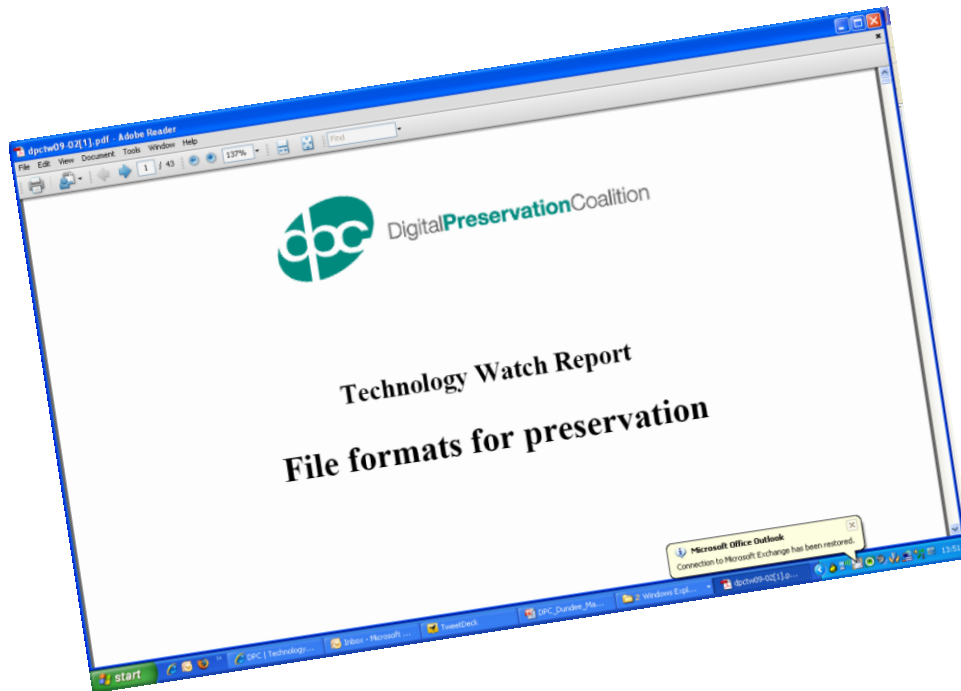 dpctw09-02[1].pdf - Adobe Reader
File Edit View Document Tools Window Help
1 / 43 137% Find
dpc DigitalPreservationCoalition
Technology Watch Report
File formats for preservation
Microsoft Office Outlook
Connection to Microsoft Exchange has been restored.
start DPC | Technology... Inbox - Microsoft ... TweetDeck DPC_Dundee_Ma... 2 Windows Expl... dpctw09-02[1].p... 13:51